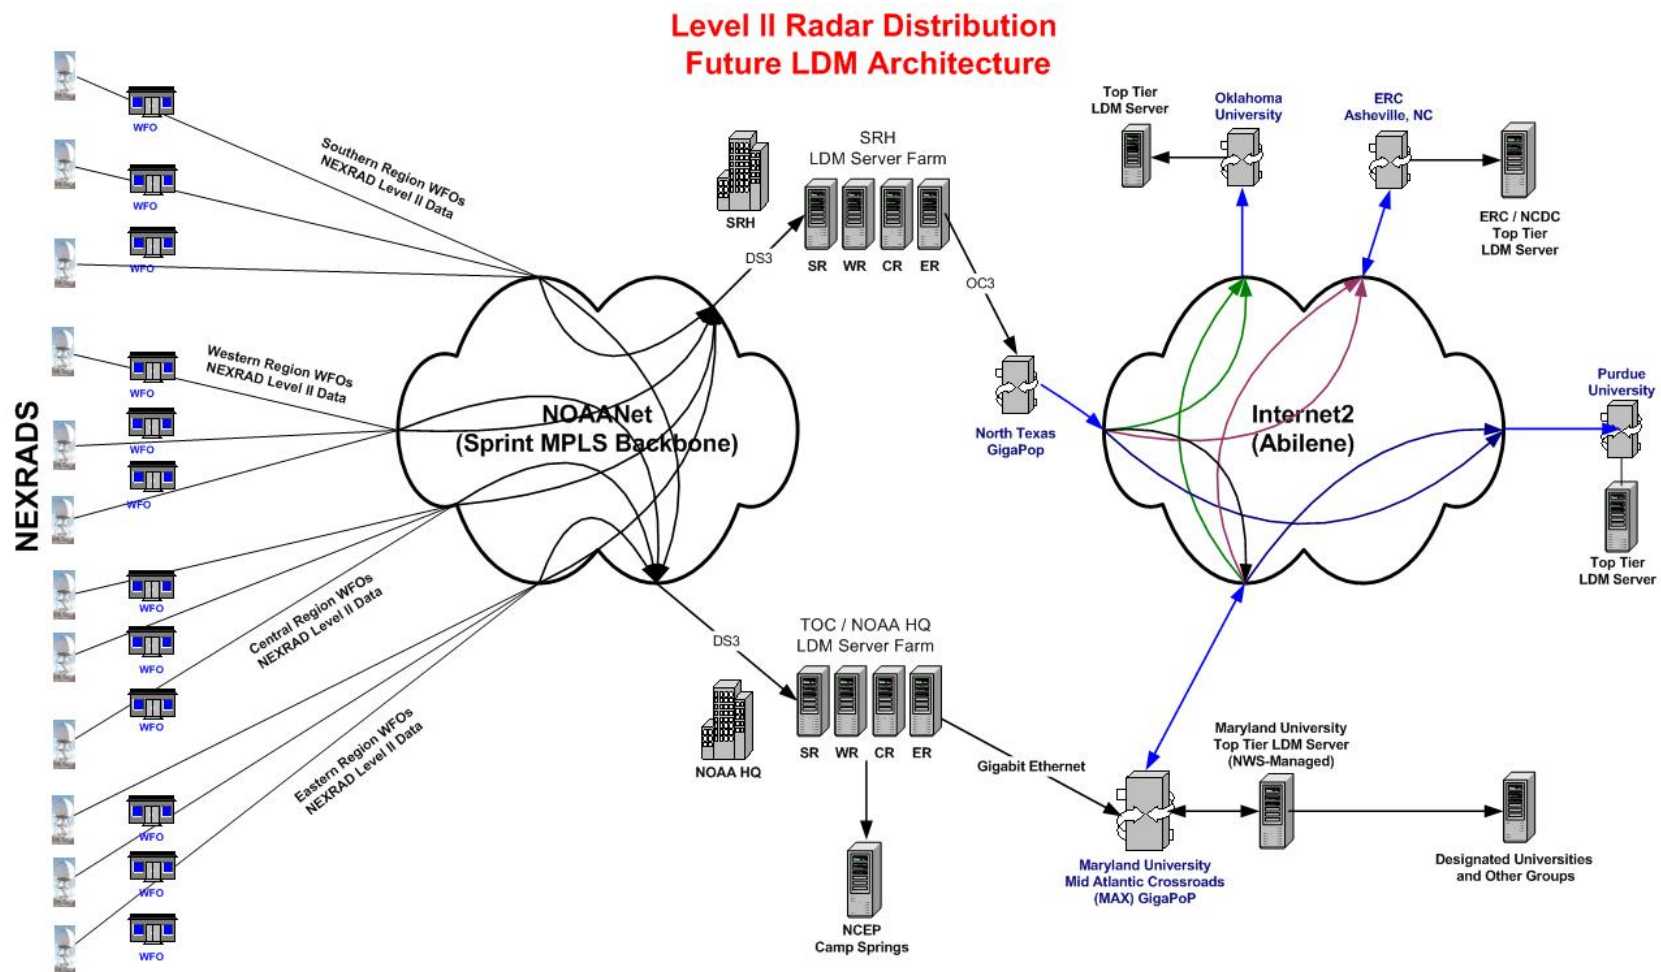 Level II Radar Distribution
Future LDM Architecture
NEXRADS
WFO
WFO
WFO
WFO
WFO
WFO
WFO
WFO
WFO
WFO
WFO
WFO
Southern Region WFOs
NEXRAD Level II Data
Western Region WFOs
NEXRAD Level II Data
Central Region WFOs
NEXRAD Level II Data
Eastern Region WFOs
NEXRAD Level II Data
NOAANet
(Sprint MPLS Backbone)
SRH
SRH
LDM Server Farm
SR WR CR ER
DS3
OC3
North Texas
GigaPop
DS3
TOC / NOAA HQ
LDM Server Farm
SR WR CR ER
NOAA HQ
NCEP
Camp Springs
Gigabit Ethernet
Top Tier
LDM Server
Oklahoma
University
ERC
Asheville, NC
ERC / NCDC
Top Tier
LDM Server
Internet2
(Abilene)
Purdue
University
Top Tier
LDM Server
Maryland University
Top Tier LDM Server
(NWS-Managed)
Maryland University
Mid Atlantic Crossroads
(MAX) GigaPoP
Designated Universities
and Other Groups